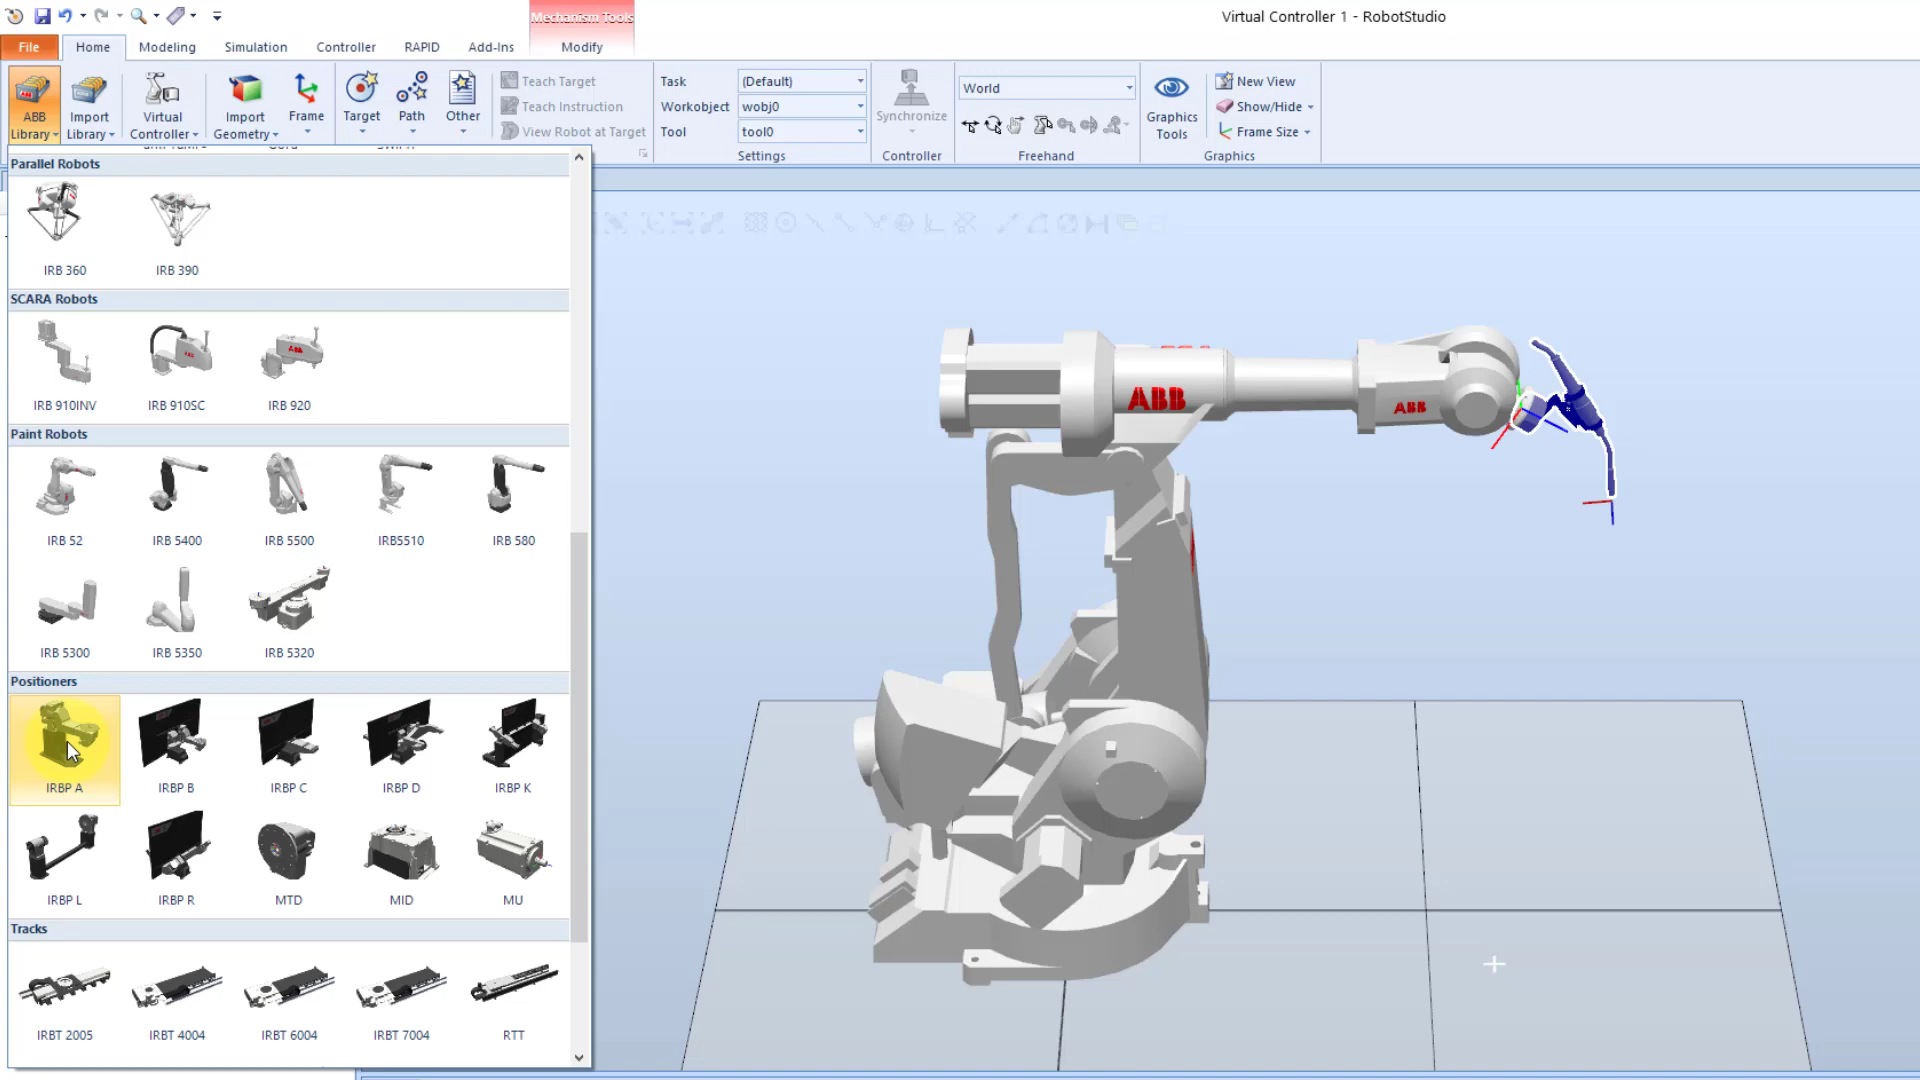 Mechanism Tools
Virtual Controller 1 - RobotStudio
File
Home
Modeling
Simulation
Controller
RAPID
Add-Ins
Modify
ABB
Library
Import
Library
Virtual
Controller
Import
Geometry
Frame
Target
Path
Other
Teach Target
Teach Instruction
View Robot at Target
Task
(Default)
Workobject
wobj0
Tool
tool0
Settings
Synchronize
Controller
World
Freehand
Graphics
Tools
New View
Show/Hide
Frame Size
Graphics
Parallel Robots
IRB 360
IRB 390
SCARA Robots
IRB 910INV
IRB 910SC
IRB 920
Paint Robots
IRB 52
IRB 5400
IRB 5500
IRB5510
IRB 580
IRB 5300
IRB 5350
IRB 5320
Positioners
IRBP A
IRBP B
IRBP C
IRBP D
IRBP K
IRBP L
IRBP R
MTD
MID
MU
Tracks
IRBT 2005
IRBT 4004
IRBT 6004
IRBT 7004
RTT
ABB
ABB